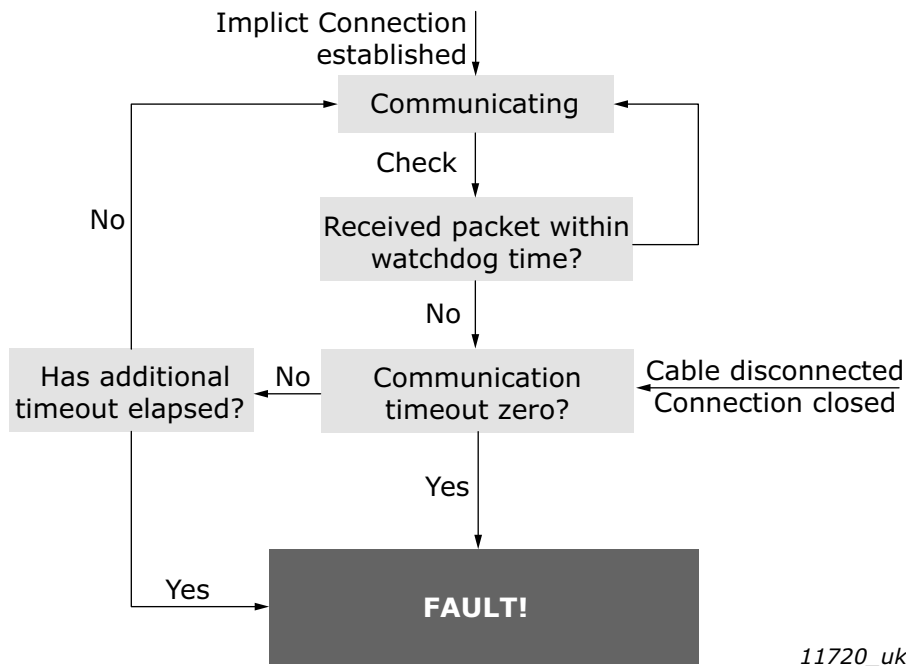 Implict Connection
established
Communicating
Check
No
Received packet within
watchdog time?
No
Has additional
timeout elapsed?
No
Communication
timeout zero?
Cable disconnected
Connection closed
Yes
Yes
FAULT!
11720_uk